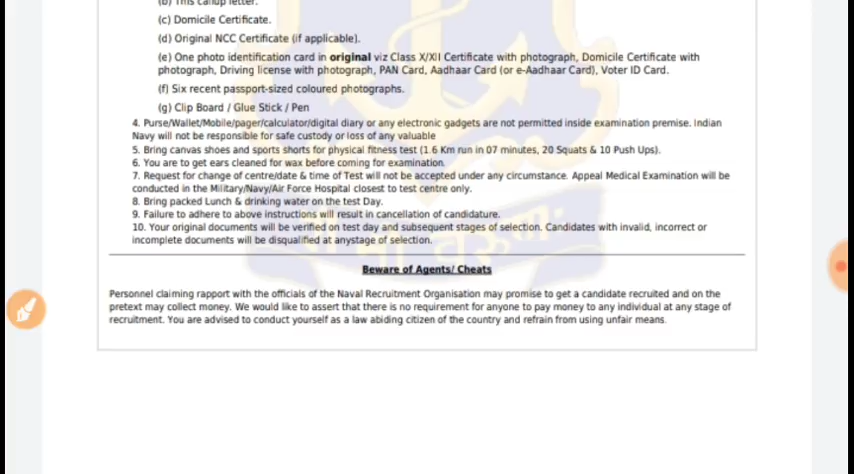 (b) This callup letter.
(c) Domicile Certificate.
(d) Original NCC Certificate (if applicable).
(e) One photo identification card in original viz Class X/XII Certificate with photograph, Domicile Certificate with
photograph, Driving license with photograph, PAN Card, Aadhaar Card (or e-Aadhaar Card), Voter ID Card.
(f) Six recent passport-sized coloured photographs.
(g) Clip Board / Glue Stick / Pen
4. Purse/Wallet/Mobile/pager/calculator/digital diary or any electronic gadgets are not permitted inside examination premise. Indian
Navy will not be responsible for safe custody or loss of any valuable
5. Bring canvas shoes and sports shorts for physical fitness test (1.6 Km run in 07 minutes, 20 Squats & 10 Push Ups).
6. You are to get ears cleaned for wax before coming for examination.
7. Request for change of centre/date & time of Test will not be accepted under any circumstance. Appeal Medical Examination will be
conducted in the Military/Navy/Air Force Hospital closest to test centre only.
8. Bring packed Lunch & drinking water on the test Day.
9. Failure to adhere to above instructions will result in cancellation of candidature.
10. Your original documents will be verified on test day and subsequent stages of selection. Candidates with invalid, incorrect or
incomplete documents will be disqualified at anystage of selection.
Beware of Agents/ Cheats
Personnel claiming rapport with the officials of the Naval Recruitment Organisation may promise to get a candidate recruited and on the
pretext may collect money. We would like to assert that there is no requirement for anyone to pay money to any individual at any stage of
recruitment. You are advised to conduct yourself as a law abiding citizen of the country and refrain from using unfair means.